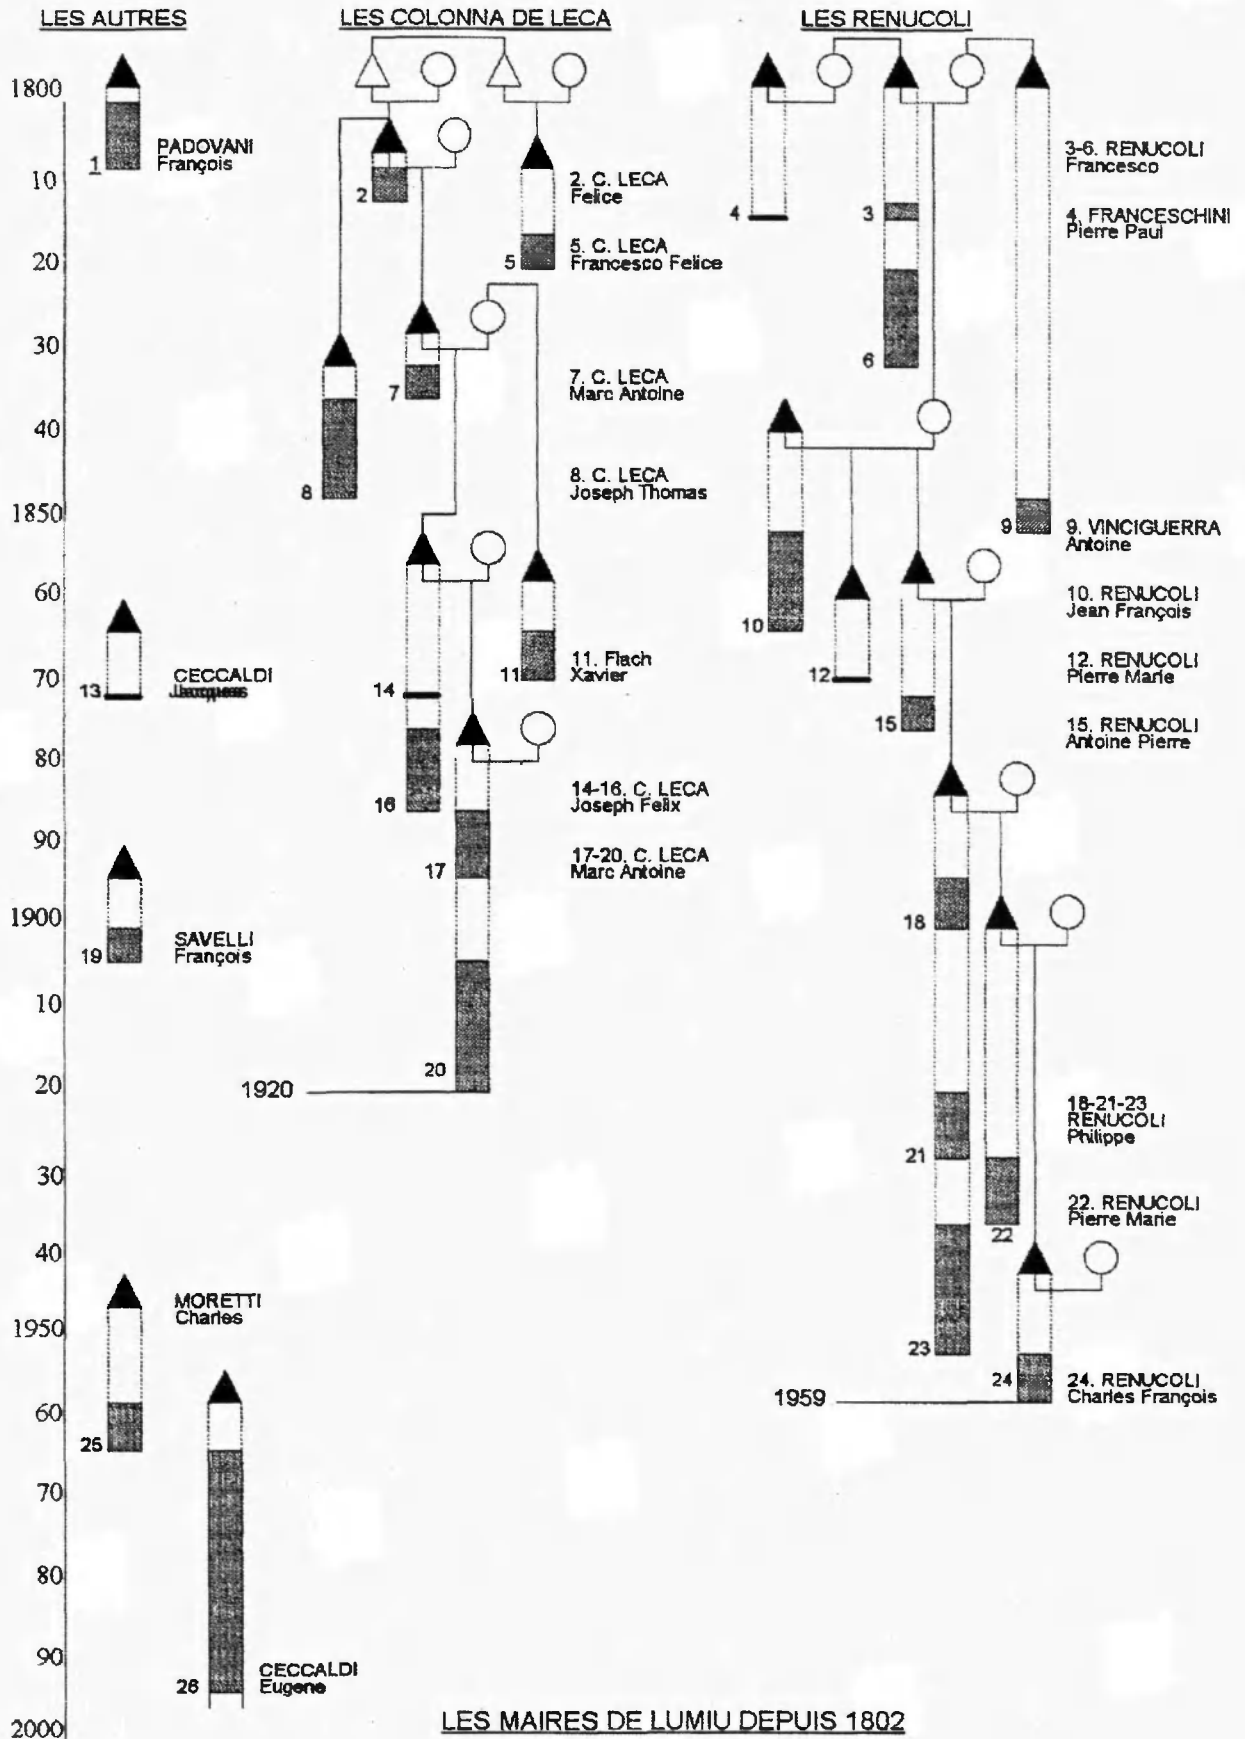 LES AUTRES
1800
10
20
30
40
1850
60
70
80
90
1900
10
20
30
40
1950
60
70
80
90
2000
1
PADOVANI
François
13
CECCALDI
19
SAVELLI
François
MORETTI
Charles
25
26
CECCALDI
Eugene
LES COLONNA DE LECA
2
5
7
8
14
11
16
17
20
1920
2. C. LECA
Felice
5. C. LECA
Francesco Felice
7. C. LECA
Marc Antoine
8. C. LECA
Joseph Thomas
11. Flach
Xavier
14-16. C. LECA
Joseph Felix
17-20. C. LECA
Marc Antoine
LES RENUCOLI
4
3
6
9
10
12
15
18
21
22
23
24
1959
3-6. RENUCOLI
Francesco
4. FRANCESCHINI
Pierre Paul
9. VINCIGUERRA
Antoine
10. RENUCOLI
Jean François
12. RENUCOLI
Pierre Marie
15. RENUCOLI
Antoine Pierre
18-21-23
RENUCOLI
Philippe
22. RENUCOLI
Pierre Marie
24. RENUCOLI
Charles François
LES MAIRES DE LUMIU DEPUIS 1802